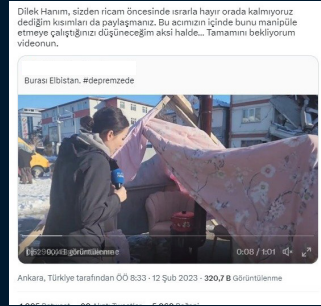 Dilek Hanım, sizden ricam öncesinde ısrarla hayır orada kalmıyoruz
dediğim kısımları da paylaşmanız. Bu acımızın içinde bunu manipüle
etmeye çalıştığınızı düşüneceğim aksi halde... Tamamını bekliyorum
videonun.
Burası Elbistan. #depremzede
görüntülenme
0:08 / 1:01
Ankara, Türkiye tarafından ÖÖ 8:33 · 12 Şub 2023 · 320,7 B Görüntülenme